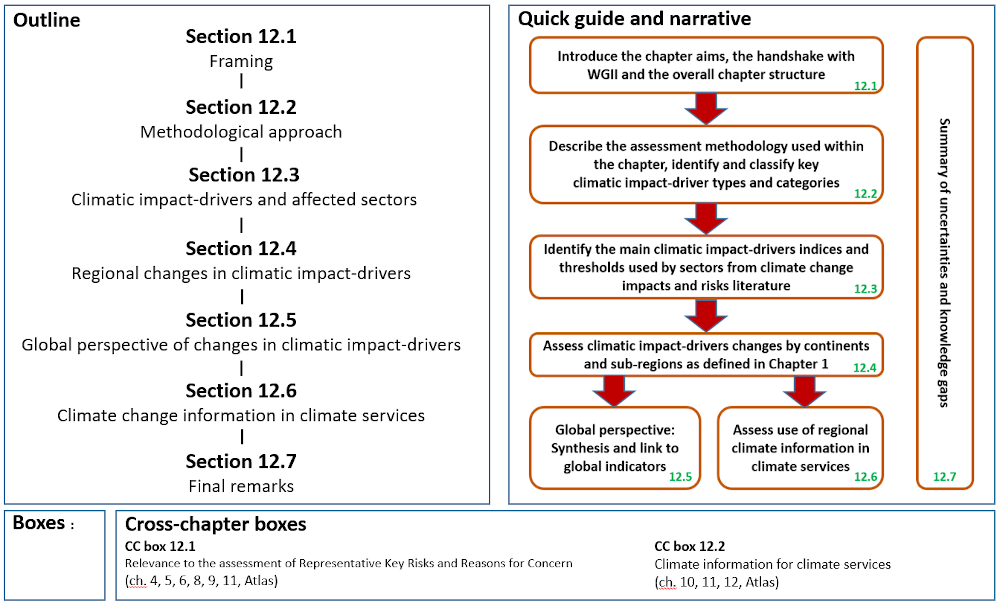 Outline
Section 12.1
Framing
Section 12.2
Methodological approach
Section 12.3
Climatic impact-drivers and affected sectors
Section 12.4
Regional changes in climatic impact-drivers
Section 12.5
Global perspective of changes in climatic impact-drivers
Section 12.6
Climate change information in climate services
Section 12.7
Final remarks
Quick guide and narrative
Introduce the chapter aims, the handshake with
WGII and the overall chapter structure
12.1
Describe the assessment methodology used within
the chapter, identify and classify key
climatic impact-driver types and categories
12.2
Identify the main climatic impact-drivers indices and
thresholds used by sectors from climate change
impacts and risks literature
12.3
Assess climatic impact-drivers changes by continents
and sub-regions as defined in Chapter 1
12.4
Global perspective:
Synthesis and link to
global indicators
12.5
Assess use of regional
climate information in
climate services
12.6
Summary of uncertainties and knowledge gaps
12.7
Boxes :
Cross-chapter boxes
CC box 12.1
Relevance to the assessment of Representative Key Risks and Reasons for Concern
(ch. 4, 5, 6, 8, 9, 11, Atlas)
CC box 12.2
Climate information for climate services
(ch. 10, 11, 12, Atlas)